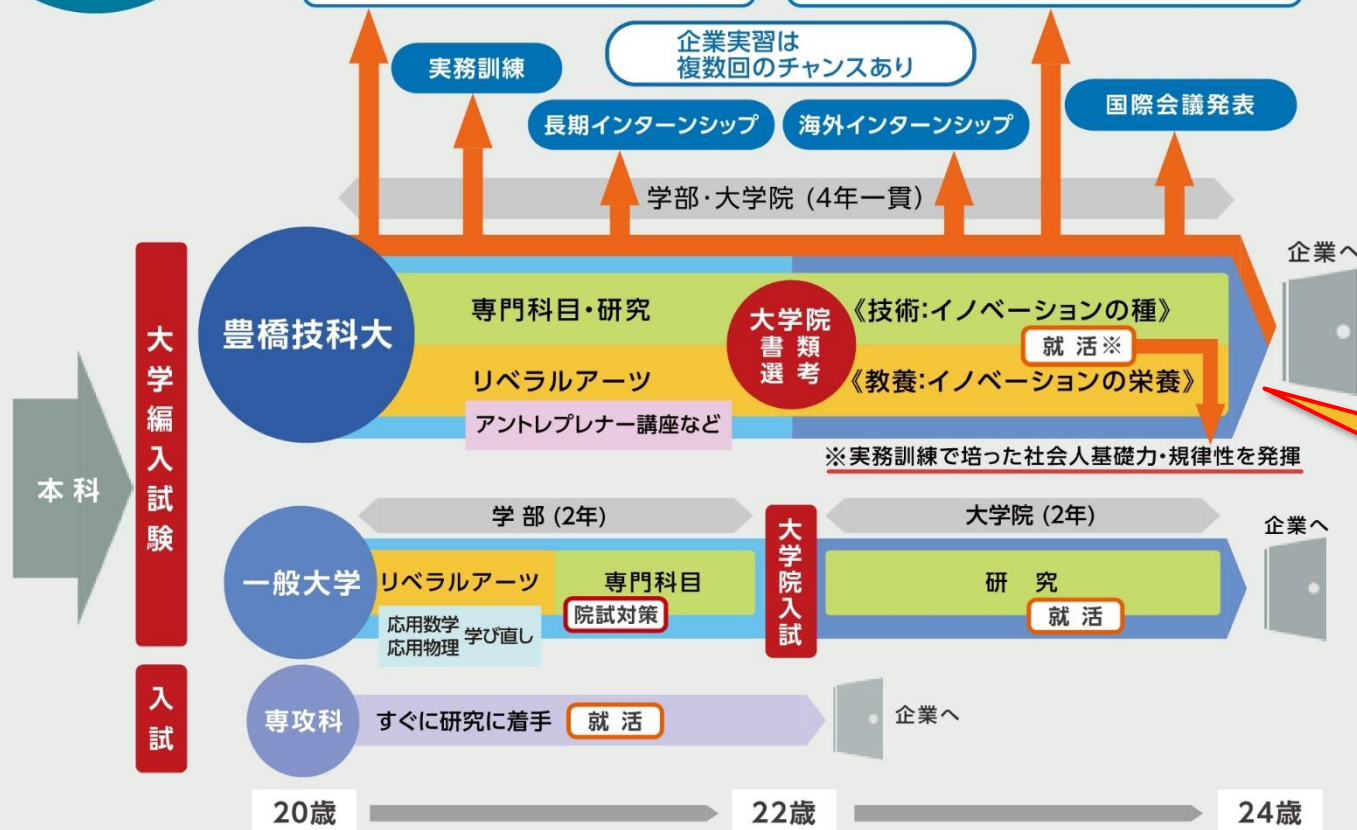 企業実習は
複数回のチャンスあり
実務訓練
国際会議発表
長期インターンシップ
海外インターンシップ
学部・大学院 (4年一貫)
企業へ
大学編入試験
豊橋技科大
専門科目・研究
リベラルアーツ
アントレプレナー講座など
大学院
書類
選考
《技術:イノベーションの種》
就活※
《教養:イノベーションの栄養》
※実務訓練で培った社会人基礎力・規律性を発揮
本科
学部 (2年)
大学院入試
大学院 (2年)
企業へ
一般大学
リベラルアーツ
専門科目
院試対策
応用数学
応用物理
学び直し
研究
就活
入試
専攻科
すぐに研究に着手
就活
企業へ
20歳
22歳
24歳